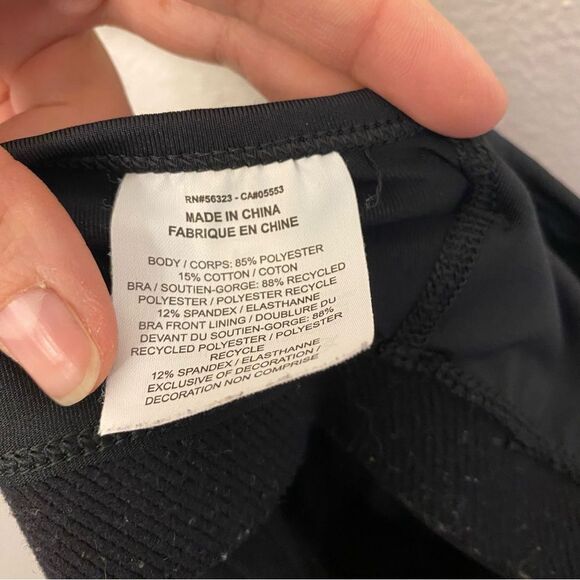 RN#56323 - CA#05553
MADE IN CHINA
FABRIQUE EN CHINE
BODY / CORPS: 85% POLYESTER
15% COTTON / COTON
BRA / SOUTIEN-GORGE: 88% RECYCLED
POLYESTER / POLYESTER RECYCLE
12% SPANDEX / ELASTHANNE
BRA FRONT LINING / DOUBLURE DU
DEVANT DU SOUTIEN-GORGE: 88%
RECYCLED POLYESTER / POLYESTER
RECYCLE
12% SPANDEX / ELASTHANNE
EXCLUSIVE OF DECORATION /
DECORATION NON COMPRISE